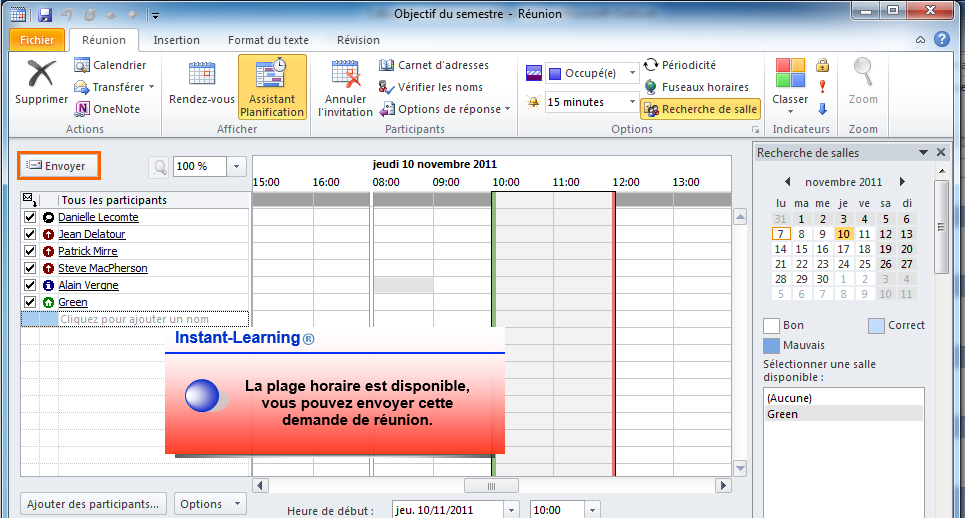 Objectif du semestre - Réunion
Fichier Réunion Insertion Format du texte Révision
Supprimer
Calendrier
Transférer
OneNote
Actions
Rendez-vous
Assistant
Planification
Afficher
Annuler
l'invitation
Carnet d'adresses
Vérifier les noms
Options de réponse
Participants
Occupé(e)
15 minutes
Périodicité
Fuseaux horaires
Recherche de salle
Options
Classer
Indicateurs
Zoom
Zoom
Envoyer
100 %
jeudi 10 novembre 2011
15:00 16:00 08:00 09:00 10:00 11:00 12:00 13:00
Tous les participants
Danielle Lecomte
Jean Delatour
Patrick Mirre
Steve MacPherson
Alain Vergne
Green
Cliquez pour ajouter un nom
Instant-Learning ®
La plage horaire est disponible,
vous pouvez envoyer cette
demande de réunion.
Ajouter des participants...
Options
Heure de début :
jeu. 10/11/2011
10:00
Recherche de salles
novembre 2011
lu ma me je ve sa di
31 1 2 3 4 5 6
7 8 9 10 11 12 13
14 15 16 17 18 19 20
21 22 23 24 25 26 27
28 29 30 1 2 3 4
5 6 7 8 9 10 11
Bon Correct
Mauvais
Sélectionner une salle
disponible :
(Aucune)
Green